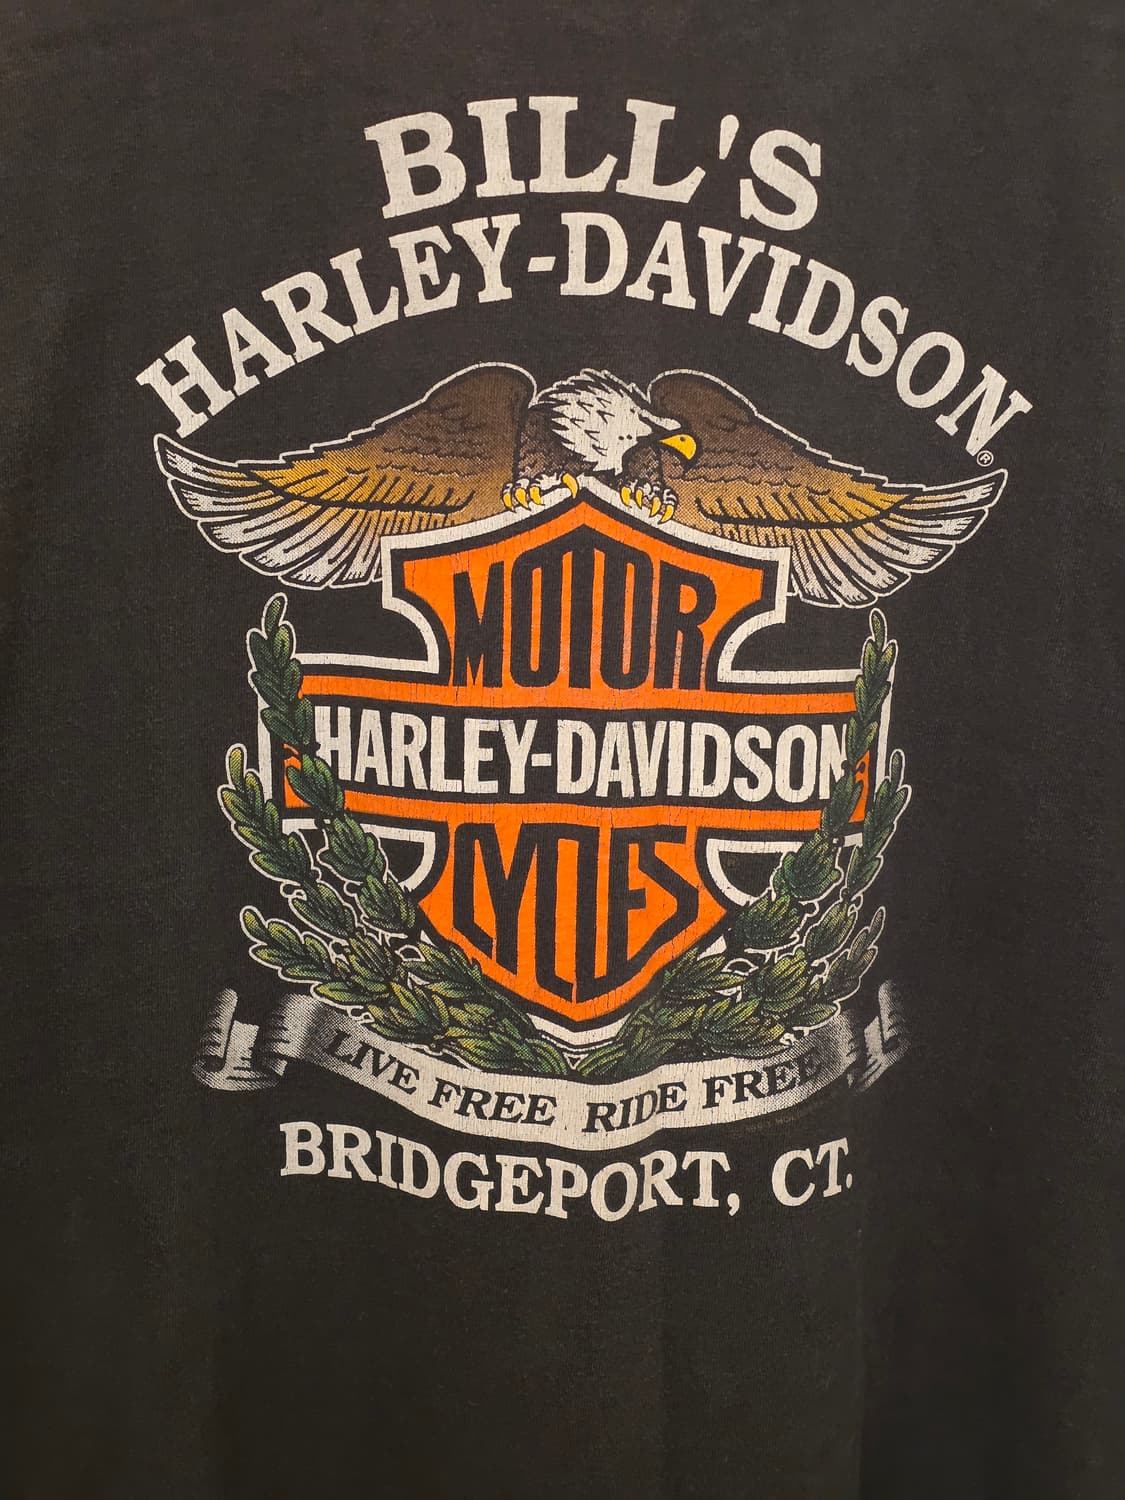 BILL'S
HARLEY-DAVIDSON
®
MOTOR
HARLEY-DAVIDSON
CYCLES
LIVE FREE RIDE FREE
BRIDGEPORT, CT.